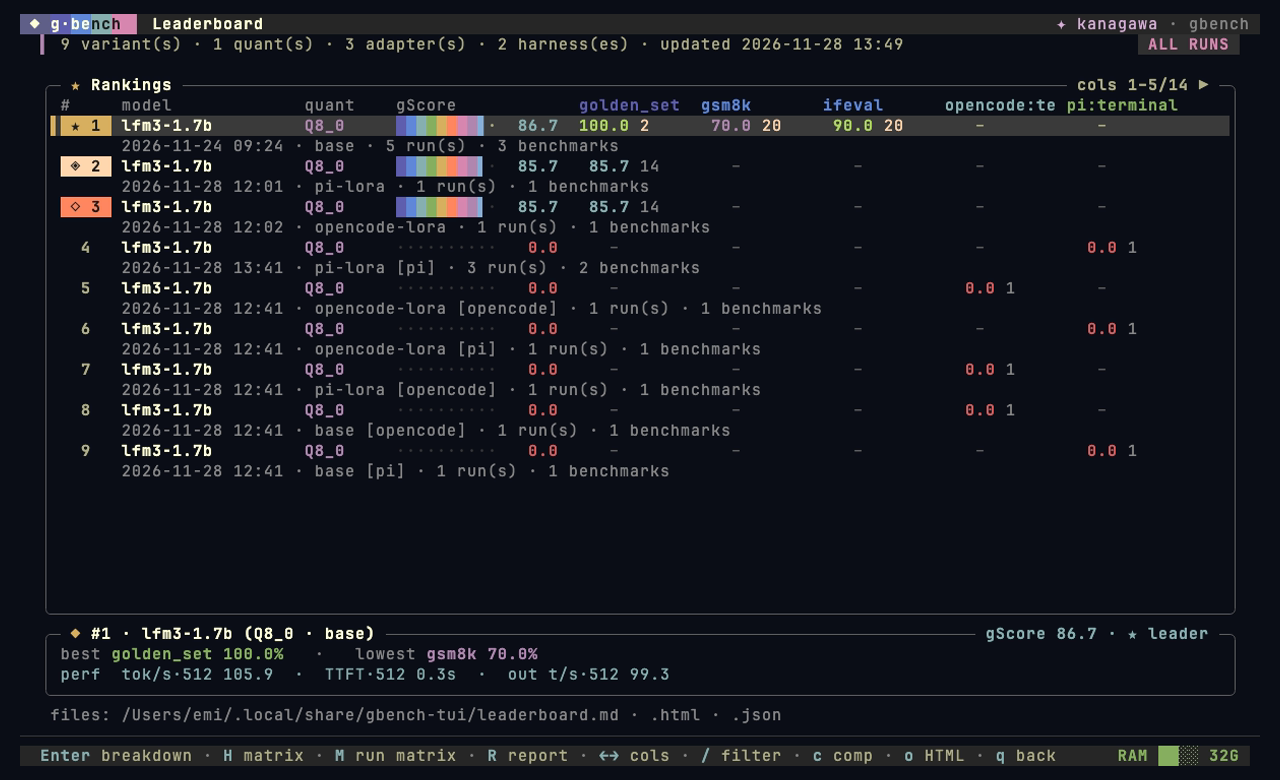 ◆ g·bench Leaderboard ✦ kanagawa · gbench
9 variant(s) · 1 quant(s) · 3 adapter(s) · 2 harness(es) · updated 2026-11-28 13:49 ALL RUNS
★ Rankings cols 1–5/14 ►
# model quant gScore golden_set gsm8k ifeval opencode:te pi:terminal
★ 1 lfm3-1.7b Q8_0 · 86.7 100.0 2 70.0 20 90.0 20 – –
2026-11-24 09:24 · base · 5 run(s) · 3 benchmarks
◈ 2 lfm3-1.7b Q8_0 · 85.7 85.7 14 – – – –
2026-11-28 12:01 · pi-lora · 1 run(s) · 1 benchmarks
◇ 3 lfm3-1.7b Q8_0 · 85.7 85.7 14 – – – –
2026-11-28 12:02 · opencode-lora · 1 run(s) · 1 benchmarks
4 lfm3-1.7b Q8_0 ·········· 0.0 – – – – 0.0 1
2026-11-28 13:41 · pi-lora [pi] · 3 run(s) · 2 benchmarks
5 lfm3-1.7b Q8_0 ·········· 0.0 – – – 0.0 1 –
2026-11-28 12:41 · opencode-lora [opencode] · 1 run(s) · 1 benchmarks
6 lfm3-1.7b Q8_0 ·········· 0.0 – – – – 0.0 1
2026-11-28 12:41 · opencode-lora [pi] · 1 run(s) · 1 benchmarks
7 lfm3-1.7b Q8_0 ·········· 0.0 – – – 0.0 1 –
2026-11-28 12:41 · pi-lora [opencode] · 1 run(s) · 1 benchmarks
8 lfm3-1.7b Q8_0 ·········· 0.0 – – – 0.0 1 –
2026-11-28 12:41 · base [opencode] · 1 run(s) · 1 benchmarks
9 lfm3-1.7b Q8_0 ·········· 0.0 – – – – 0.0 1
2026-11-28 12:41 · base [pi] · 1 run(s) · 1 benchmarks
◆ #1 · lfm3-1.7b (Q8_0 · base) gScore 86.7 · ★ leader
best golden_set 100.0% · lowest gsm8k 70.0%
perf tok/s·512 105.9 · TTFT·512 0.3s · out t/s·512 99.3
files: /Users/emi/.local/share/gbench-tui/leaderboard.md · .html · .json
Enter breakdown · H matrix · M run matrix · R report · ↔ cols · / filter · c comp · o HTML · q back RAM 32G